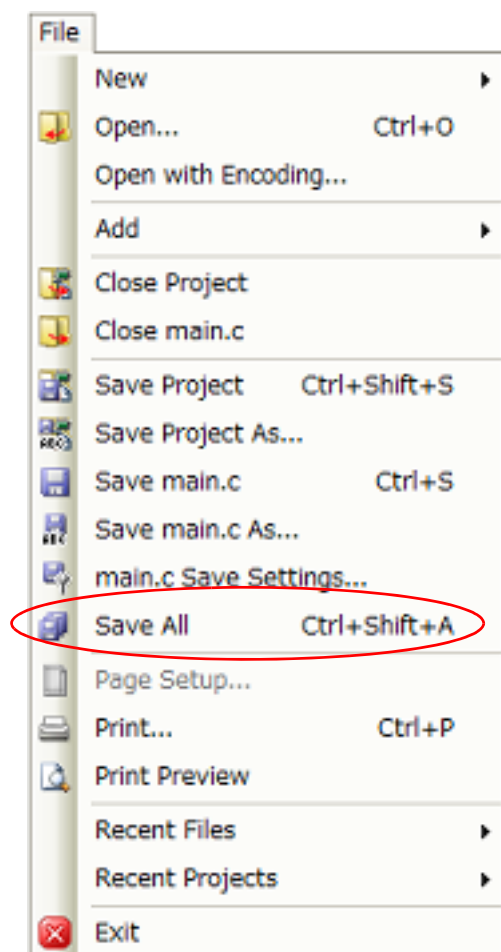 File
New
Open... Ctrl+O
Open with Encoding...
Add
Close Project
Close main.c
Save Project Ctrl+Shift+S
Save Project As...
Save main.c Ctrl+S
Save main.c As...
main.c Save Settings...
Save All Ctrl+Shift+A
Page Setup...
Print... Ctrl+P
Print Preview
Recent Files
Recent Projects
Exit